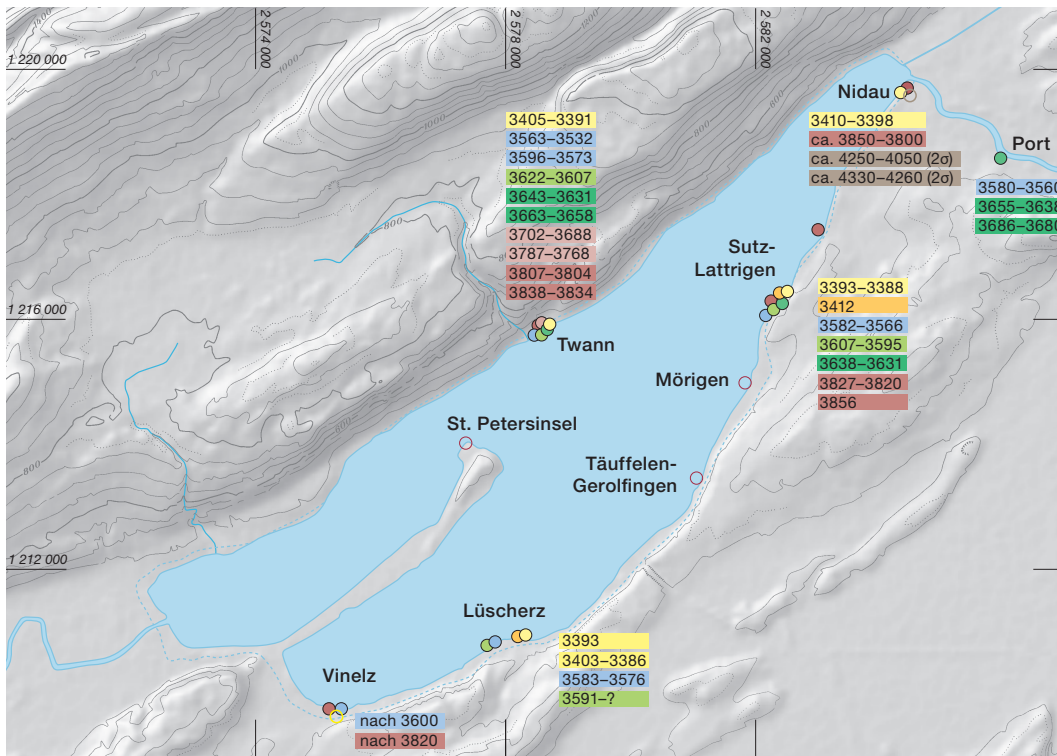 2 574 000
2 578 000
2 582 000
1 220 000
1 216 000
1 212 000
Nidau
3410–3398
ca. 3850–3800
ca. 4250–4050 (2σ)
ca. 4330–4260 (2σ)
Port
3580–3560
3655–3638
3686–3680
3405–3391
3563–3532
3596–3573
3622–3607
3643–3631
3663–3658
3702–3688
3787–3768
3807–3804
3838–3834
Twann
Sutz-
Lattrigen
3393–3388
3412
3582–3566
3607–3595
3638–3631
3827–3820
3856
Mörigen
St. Petersinsel
Täuffelen-
Gerolfingen
Lüscherz
3393
3403–3386
3583–3576
3591–?
Vinelz
nach 3600
nach 3820
1000
1200
800
1000
800
800
800